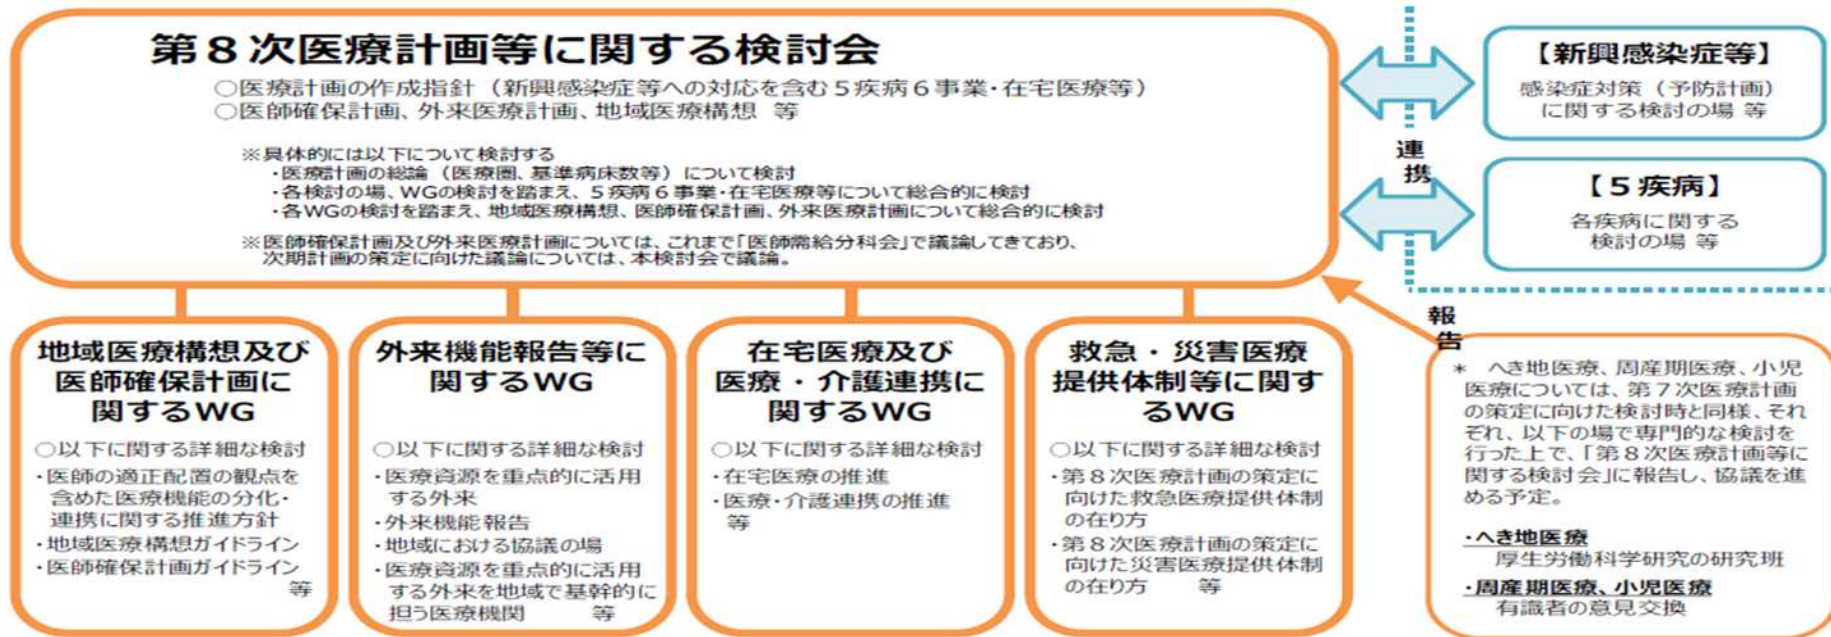 第８次医療計画等に関する検討会
○医療計画の作成指針（新興感染症等への対応を含む５疾病６事業・在宅医療等）
○医師確保計画、外来医療計画、地域医療構想 等
※具体的には以下について検討する
・医療計画の総論（医療圏、基準病床数等）について検討
・各検討の場、WGの検討を踏まえ、５疾病６事業・在宅医療等について総合的に検討
・各WGの検討を踏まえ、地域医療構想、医師確保計画、外来医療計画について総合的に検討
※医師確保計画及び外来医療計画については、これまで「医師需給分科会」で議論してきており、
次期計画の策定に向けた議論については、本検討会で議論。
連携
【新興感染症等】
感染症対策（予防計画）
に関する検討の場 等
【５疾病】
各疾病に関する
検討の場 等
地域医療構想及び
医師確保計画に
関するWG
○以下に関する詳細な検討
・医師の適正配置の観点を
含めた医療機能の分化・
連携に関する推進方針
・地域医療構想ガイドライン
・医師確保計画ガイドライン
等
外来機能報告等に
関するWG
○以下に関する詳細な検討
・医療資源を重点的に活用
する外来
・外来機能報告
・地域における協議の場
・医療資源を重点的に活用
する外来を地域で基幹的に
担う医療機関 等
在宅医療及び
医療・介護連携に
関するWG
○以下に関する詳細な検討
・在宅医療の推進
・医療・介護連携の推進
等
救急・災害医療
提供体制等に関す
るWG
○以下に関する詳細な検討
・第８次医療計画の策定に
向けた救急医療提供体制
の在り方
・第８次医療計画の策定に
向けた災害医療提供体制
の在り方 等
報告
＊ へき地医療、周産期医療、小児
医療については、第７次医療計画
の策定に向けた検討時と同様、それ
ぞれ、以下の場で専門的な検討を
行った上で、「第８次医療計画等に
関する検討会」に報告し、協議を進
める予定。
・へき地医療
厚生労働科学研究の研究班
・周産期医療、小児医療
有識者の意見交換